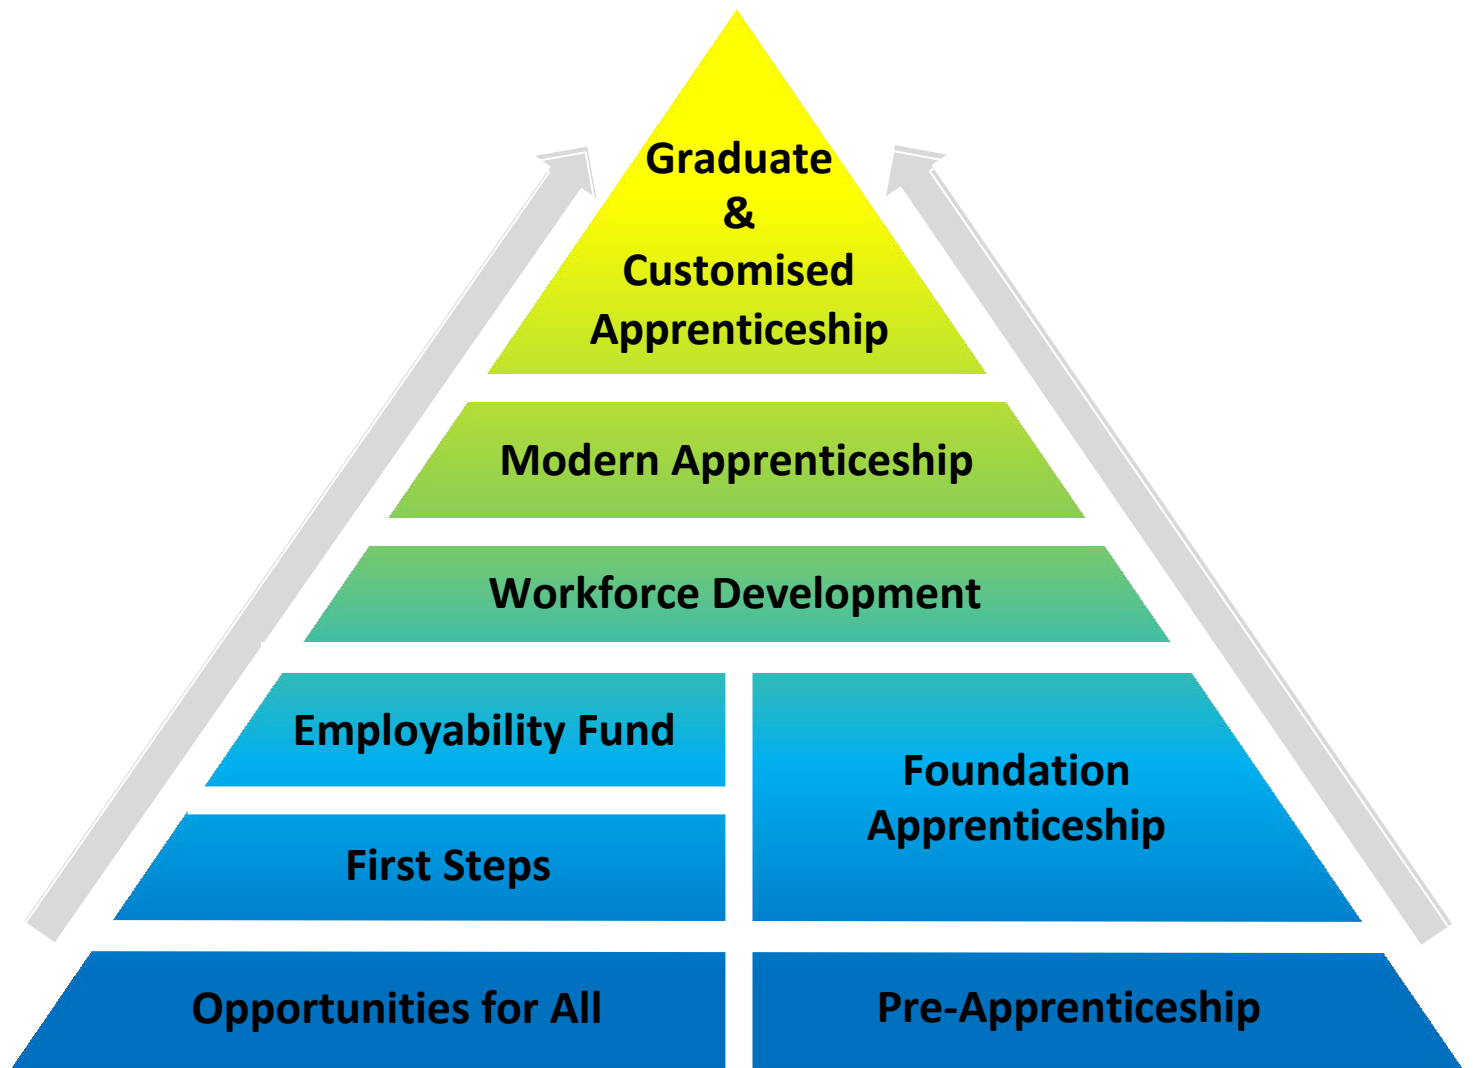 Graduate
&
Customised
Apprenticeship
Modern Apprenticeship
Workforce Development
Employability Fund
First Steps
Foundation
Apprenticeship
Opportunities for All
Pre-Apprenticeship